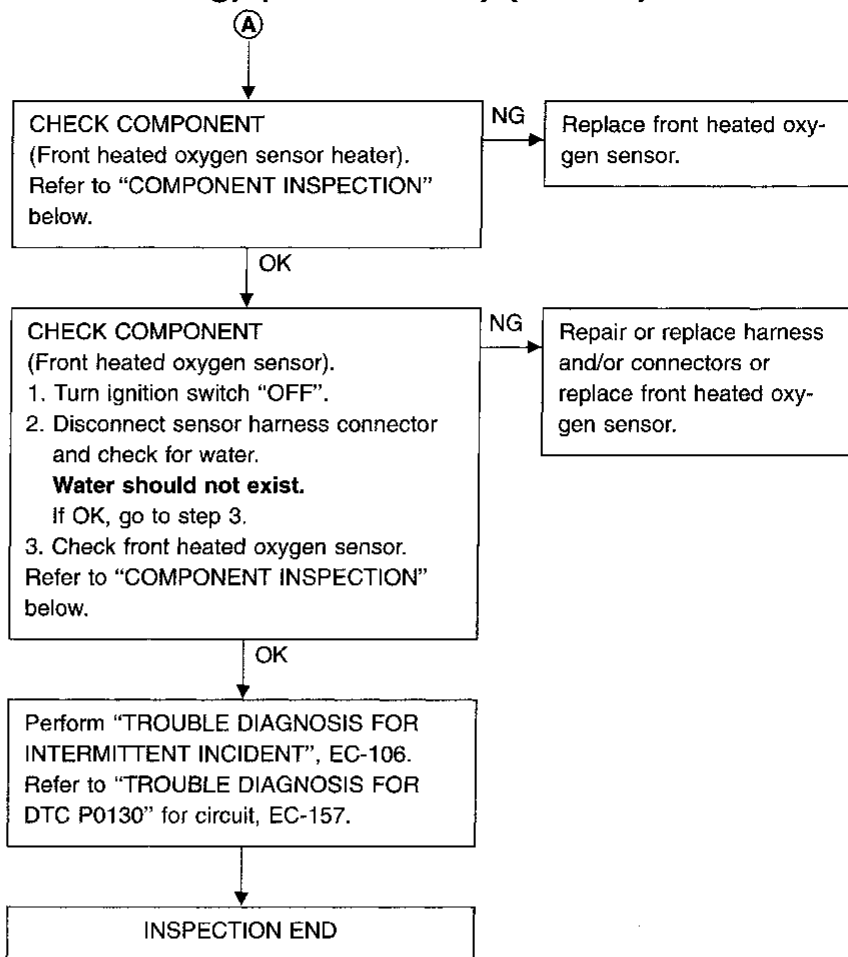 A
CHECK COMPONENT
(Front heated oxygen sensor heater).
Refer to “COMPONENT INSPECTION”
below.
NG
Replace front heated oxy-
gen sensor.
OK
CHECK COMPONENT
(Front heated oxygen sensor).
1. Turn ignition switch “OFF”.
2. Disconnect sensor harness connector
and check for water.
Water should not exist.
If OK, go to step 3.
3. Check front heated oxygen sensor.
Refer to “COMPONENT INSPECTION”
below.
NG
Repair or replace harness
and/or connectors or
replace front heated oxy-
gen sensor.
OK
Perform “TROUBLE DIAGNOSIS FOR
INTERMITTENT INCIDENT”, EC-106.
Refer to “TROUBLE DIAGNOSIS FOR
DTC P0130” for circuit, EC-157.
INSPECTION END